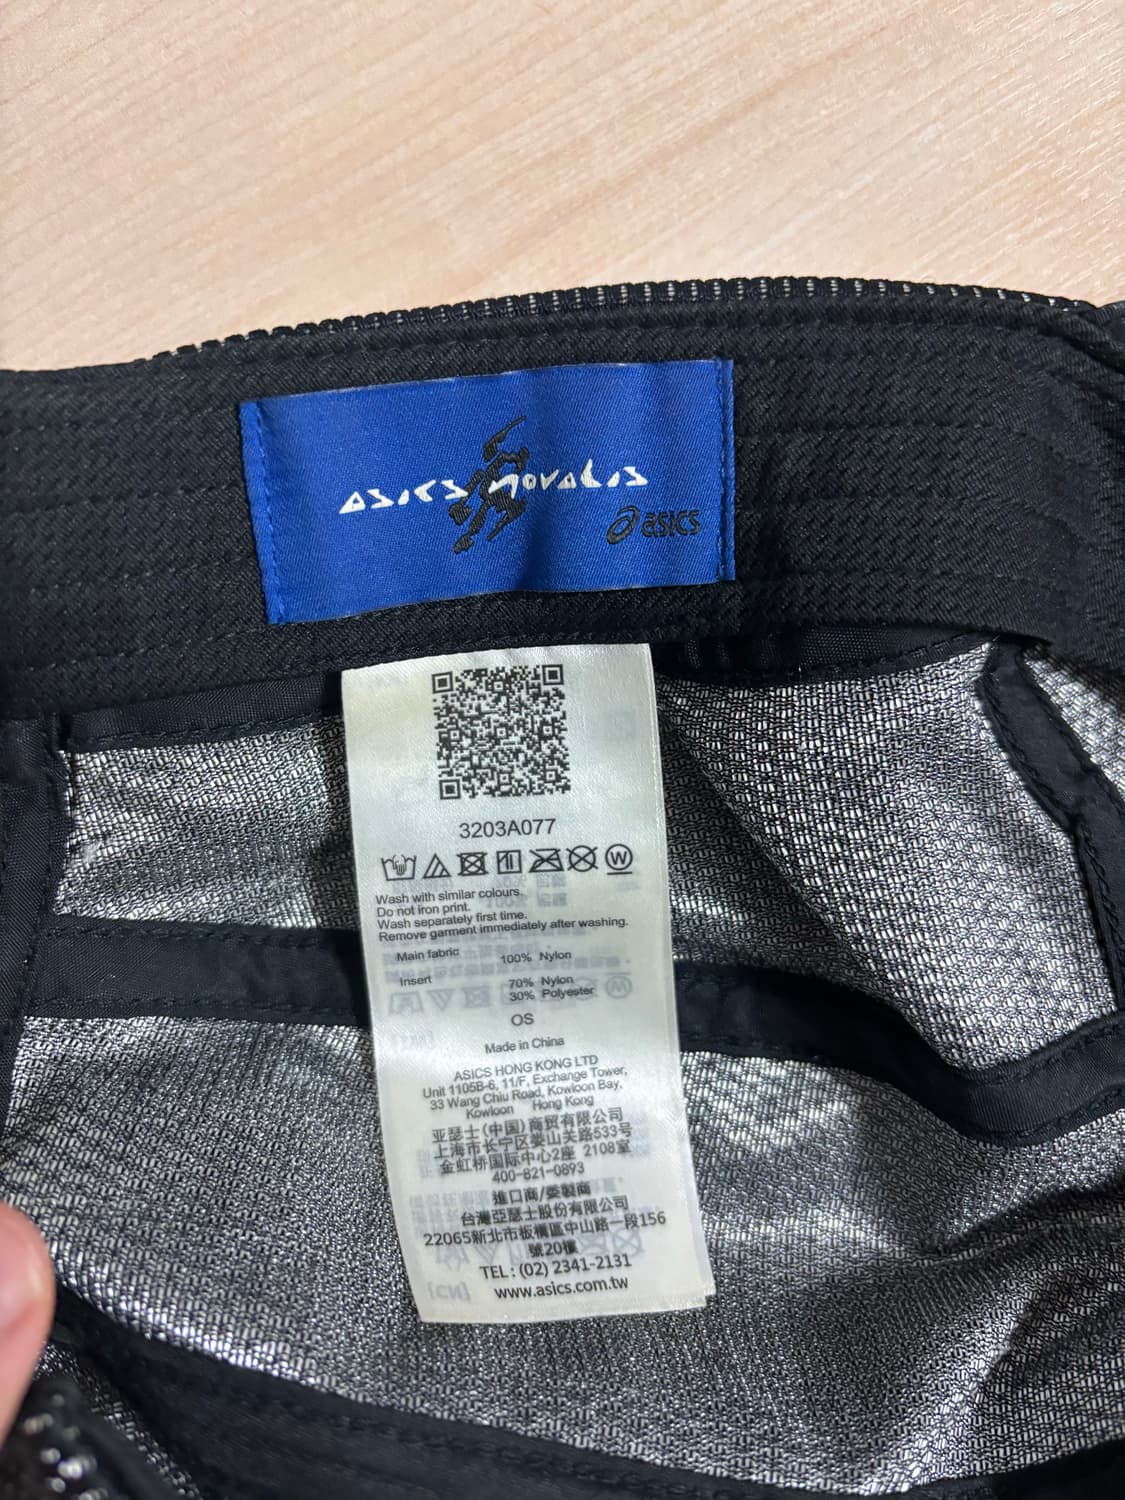 ASICS NOVALIS
asics
3203A077
W
Wash with similar colours.
Do not iron print.
Wash separately first time.
Remove garment immediately after washing.
Main fabric 100% Nylon
Insert 70% Nylon
30% Polyester
OS
Made in China
ASICS HONG KONG LTD
Unit 1105B-6, 11/F, Exchange Tower,
33 Wang Chiu Road, Kowloon Bay,
Kowloon Hong Kong
亚瑟士(中国)商贸有限公司
上海市长宁区娄山关路533号
金虹桥国际中心2座 2108室
400-821-0893
進口商/委製商
台灣亞瑟士股份有限公司
22065新北市板橋區中山路一段156
號20樓
TEL : (02) 2341-2131
www.asics.com.tw